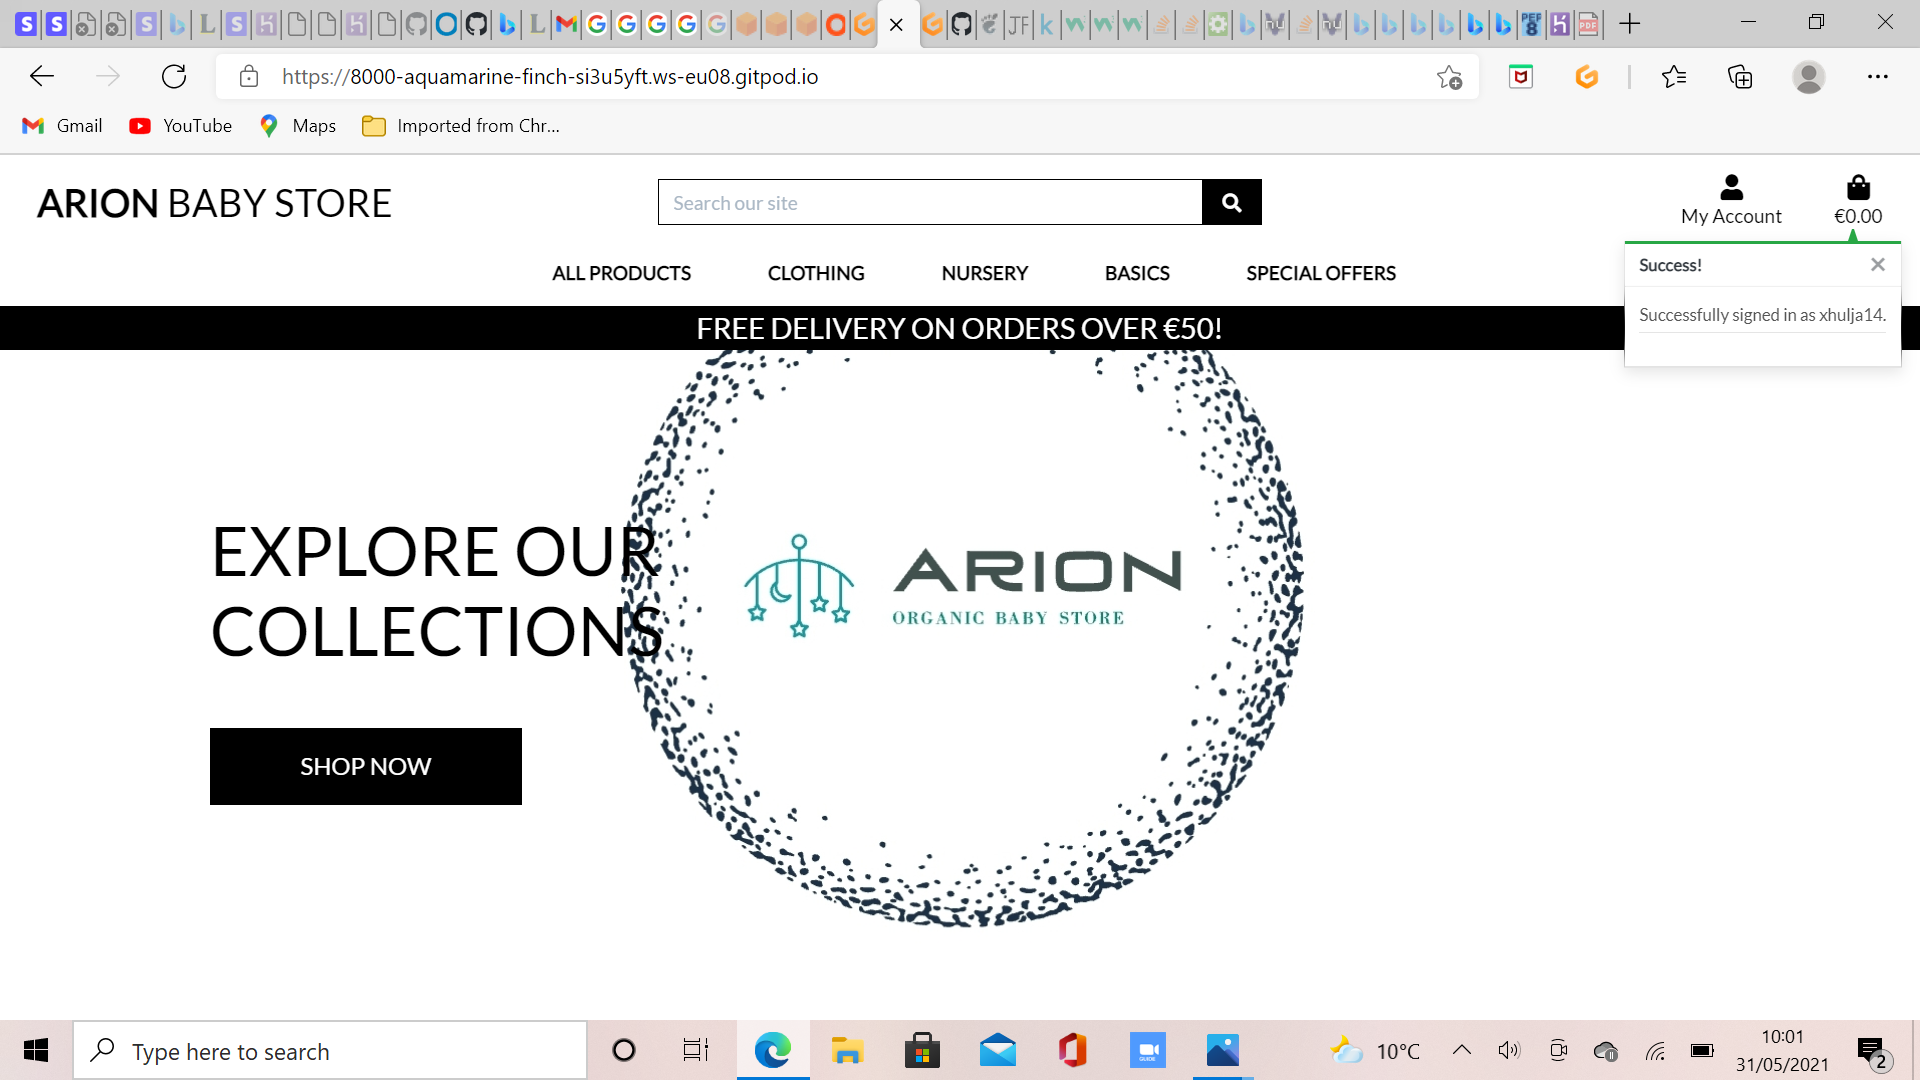 https://8000-aquamarine-finch-si3u5yft.ws-eu08.gitpod.io
Gmail
YouTube
Maps
Imported from Chr...
ARION BABY STORE
Search our site
My Account
€0.00
ALL PRODUCTS
CLOTHING
NURSERY
BASICS
SPECIAL OFFERS
Success!
Successfully signed in as xhulja14.
FREE DELIVERY ON ORDERS OVER €50!
EXPLORE OUR
COLLECTIONS
ARION
ORGANIC BABY STORE
SHOP NOW
Type here to search
10°C
10:01
31/05/2021
2